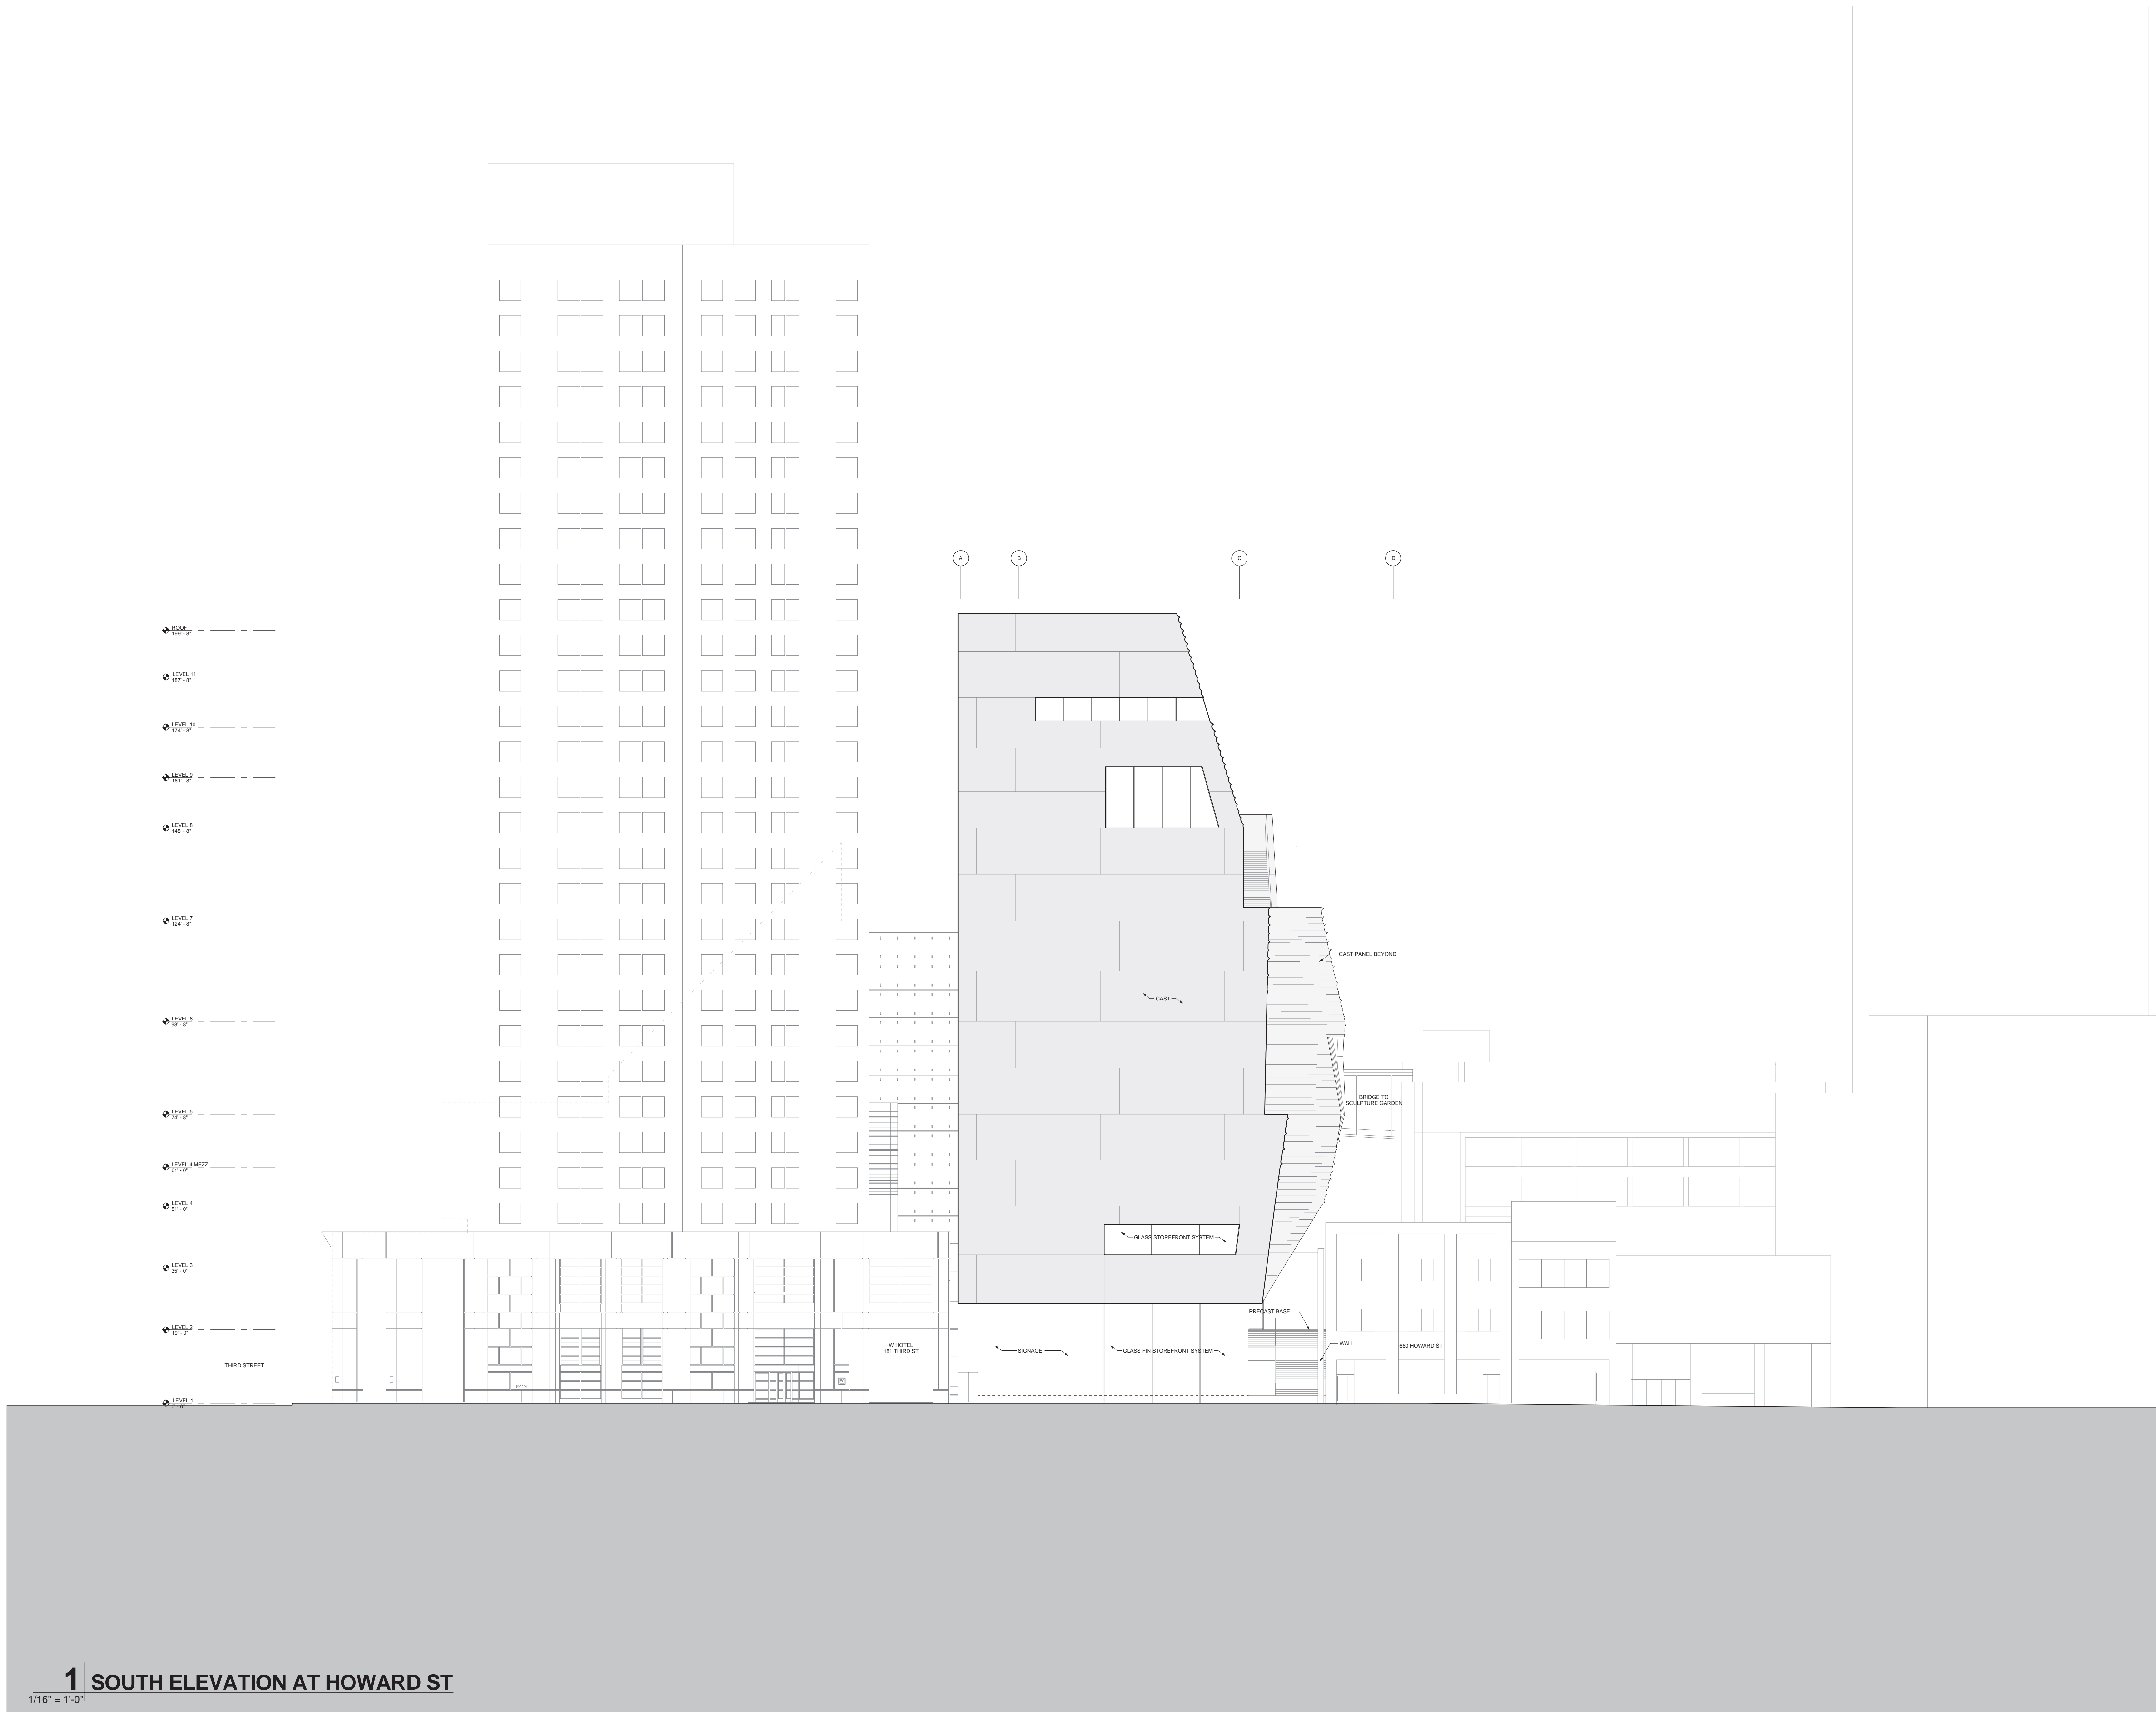 A
B
C
D
ROOF
199' - 8"
LEVEL 11
187' - 8"
LEVEL 10
174' - 8"
LEVEL 9
161' - 8"
LEVEL 8
148' - 8"
LEVEL 7
124' - 8"
CAST PANEL BEYOND
CAST
LEVEL 6
98' - 8"
BRIDGE TO
SCULPTURE GARDEN
LEVEL 5
74' - 8"
LEVEL 4 MEZZ
61' - 0"
LEVEL 4
51' - 0"
GLASS STOREFRONT SYSTEM
LEVEL 3
35' - 0"
PRECAST BASE
LEVEL 2
19' - 0"
W HOTEL
181 THIRD ST
WALL
660 HOWARD ST
SIGNAGE
GLASS FIN STOREFRONT SYSTEM
THIRD STREET
LEVEL 1
0' - 0"
1 SOUTH ELEVATION AT HOWARD ST
1/16" = 1'-0"